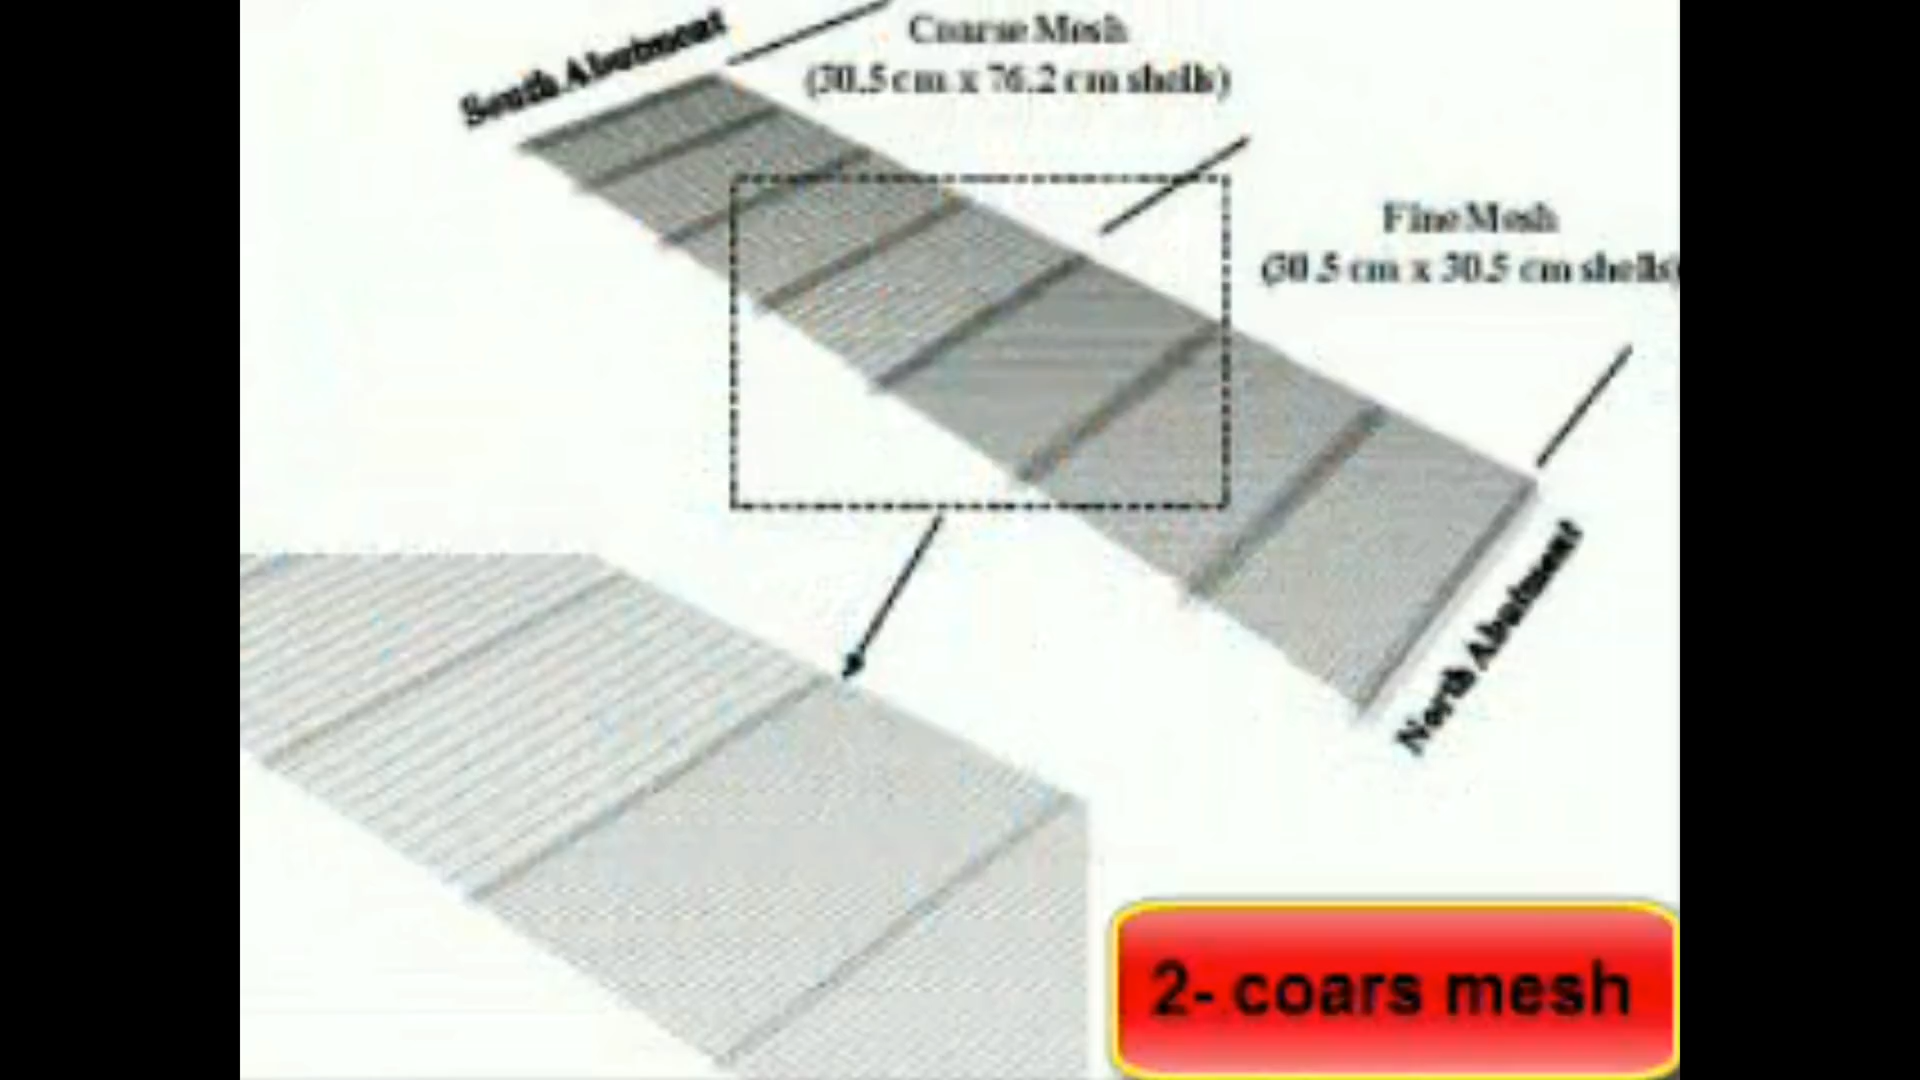 South Abutment
Coarse Mesh
(30.5 cm x 76.2 cm shells)
Fine Mesh
(30.5 cm x 30.5 cm shells)
North Abutment
2- coars mesh